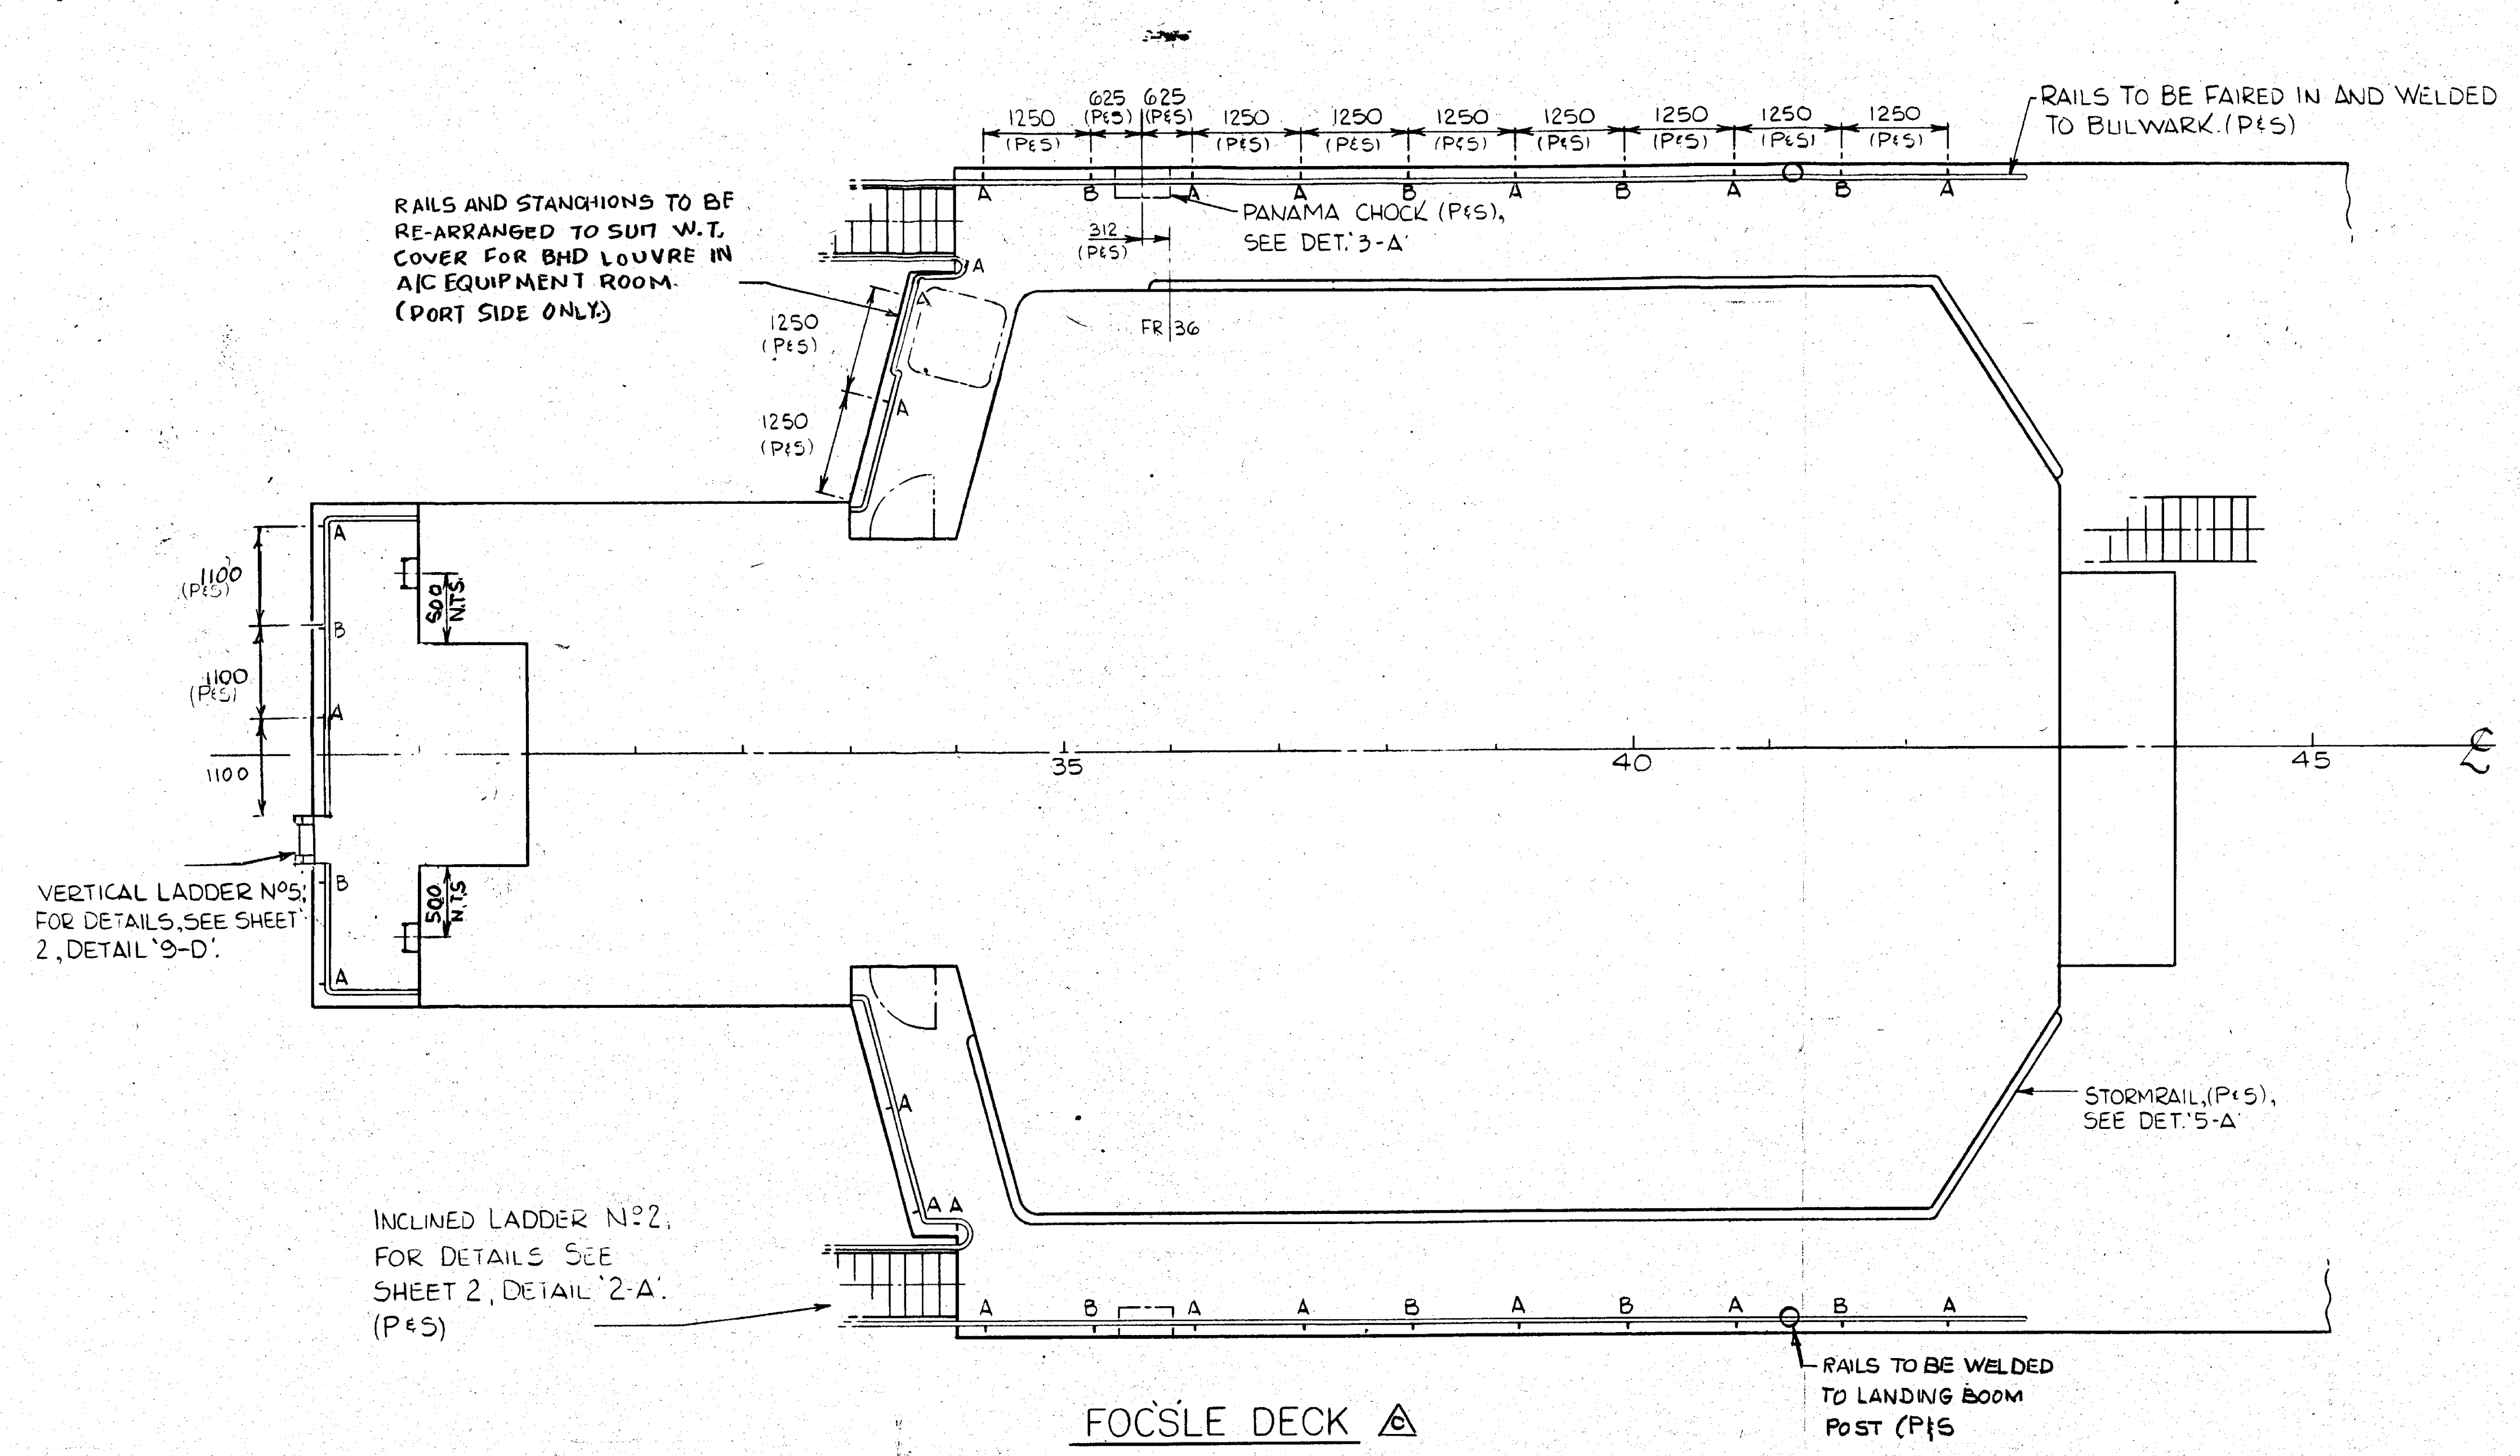 625 625
(P&S) (P&S)
1250 1250 1250 1250 1250 1250 1250 1250
(P&S) (P&S) (P&S) (P&S) (P&S) (P&S) (P&S) (P&S)
RAILS TO BE FAIRED IN AND WELDED
TO BULWARK.(P&S)
A B A A B A B A B A
RAILS AND STANCHIONS TO BE
RE-ARRANGED TO SUIT W.T.
COVER FOR BHD LOUVRE IN
A/C EQUIPMENT ROOM.
(PORT SIDE ONLY.)
PANAMA CHOCK (P&S),
SEE DET.'3-A'
312
(P&S)
A
A
1250
(P&S)
FR 36
A
1250
(P&S)
A
1100
(P&S)
500
N.T.S.
B
1100
(P&S)
A
1100
35 40 45
℄
VERTICAL LADDER Nº5,
FOR DETAILS, SEE SHEET
2, DETAIL '9-D'.
B
500
N.T.S
A
A
STORMRAIL,(P&S),
SEE DET.'5-A'
A A
INCLINED LADDER Nº2,
FOR DETAILS SEE
SHEET 2, DETAIL '2-A'.
(P&S)
A B A A B A B A B A
RAILS TO BE WELDED
TO LANDING BOOM
POST (P&S
FOC'S'LE DECK C